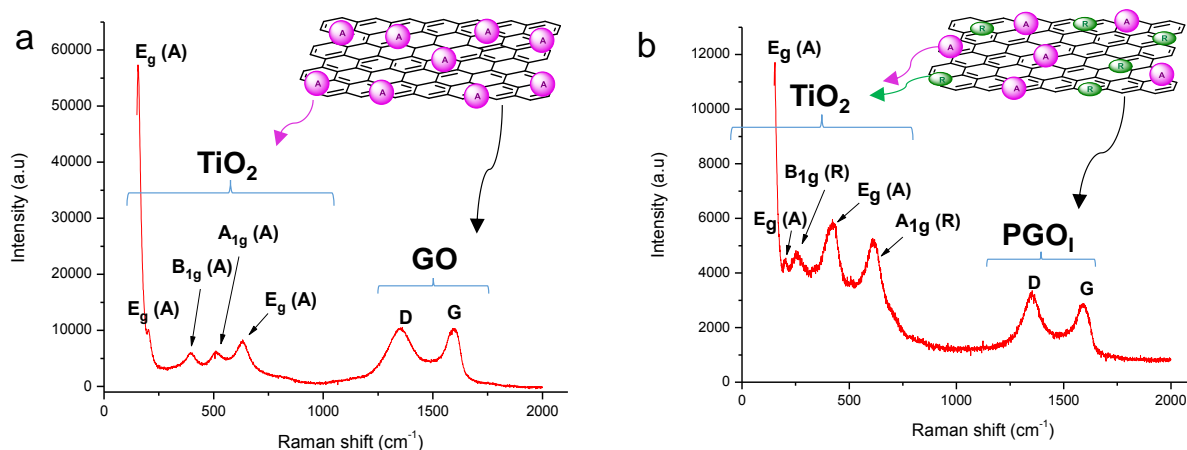 a
60000
50000
40000
30000
20000
10000
0
Intensity (a.u)
0
500
1000
1500
2000
Raman shift (cm-1)
Eg (A)
TiO2
Eg (A)
B1g (A)
A1g (A)
Eg (A)
GO
D
G
A
A
A
A
A
A
A
A
A
b
12000
10000
8000
6000
4000
2000
0
Intensity (a.u)
0
500
1000
1500
2000
Raman shift (cm-1)
Eg (A)
TiO2
Eg (A)
B1g (R)
Eg (A)
A1g (R)
PGOI
D
G
R
A
R
A
R
A
A
R
A
R
A
R